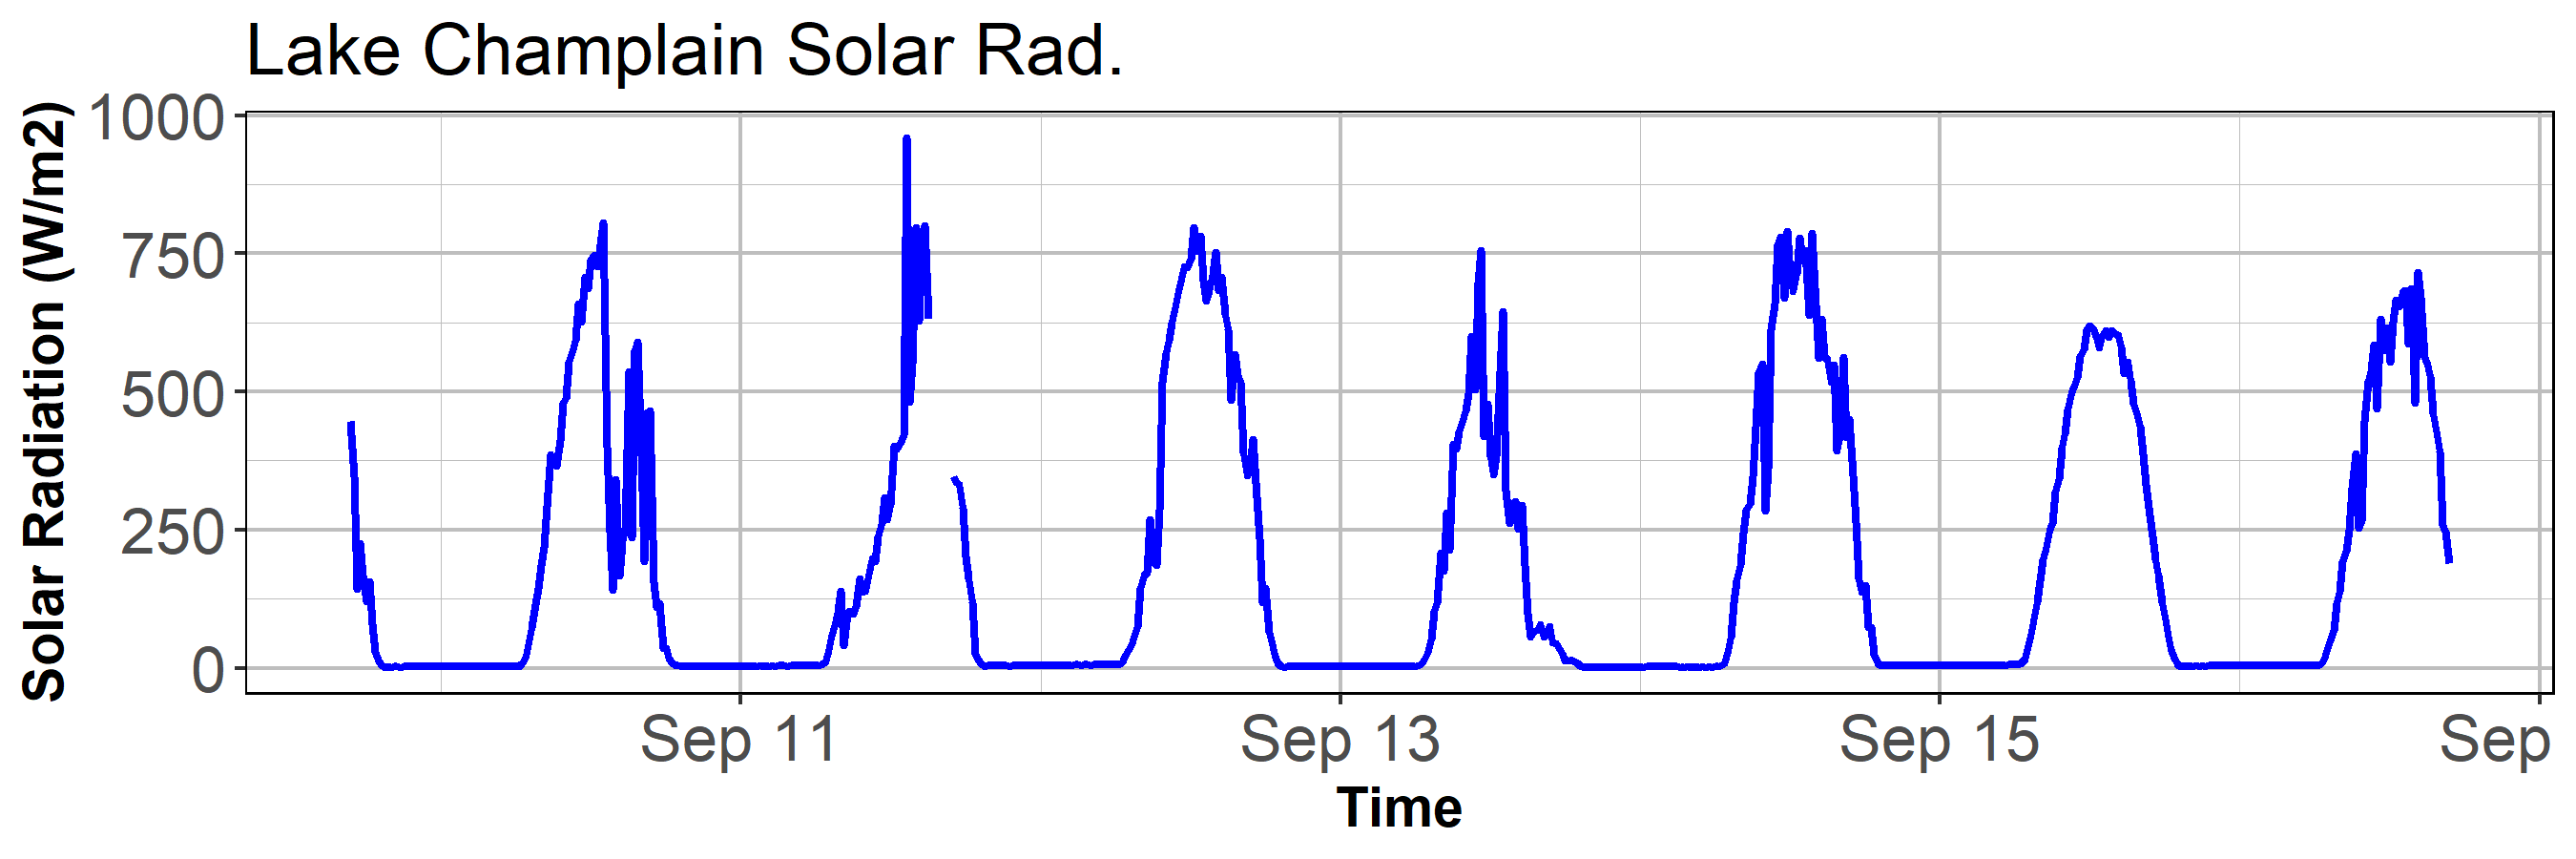 Lake Champlain Solar Rad.
Solar Radiation (W/m2)
1000
750
500
250
0
Sep 11
Sep 13
Sep 15
Sep
Time